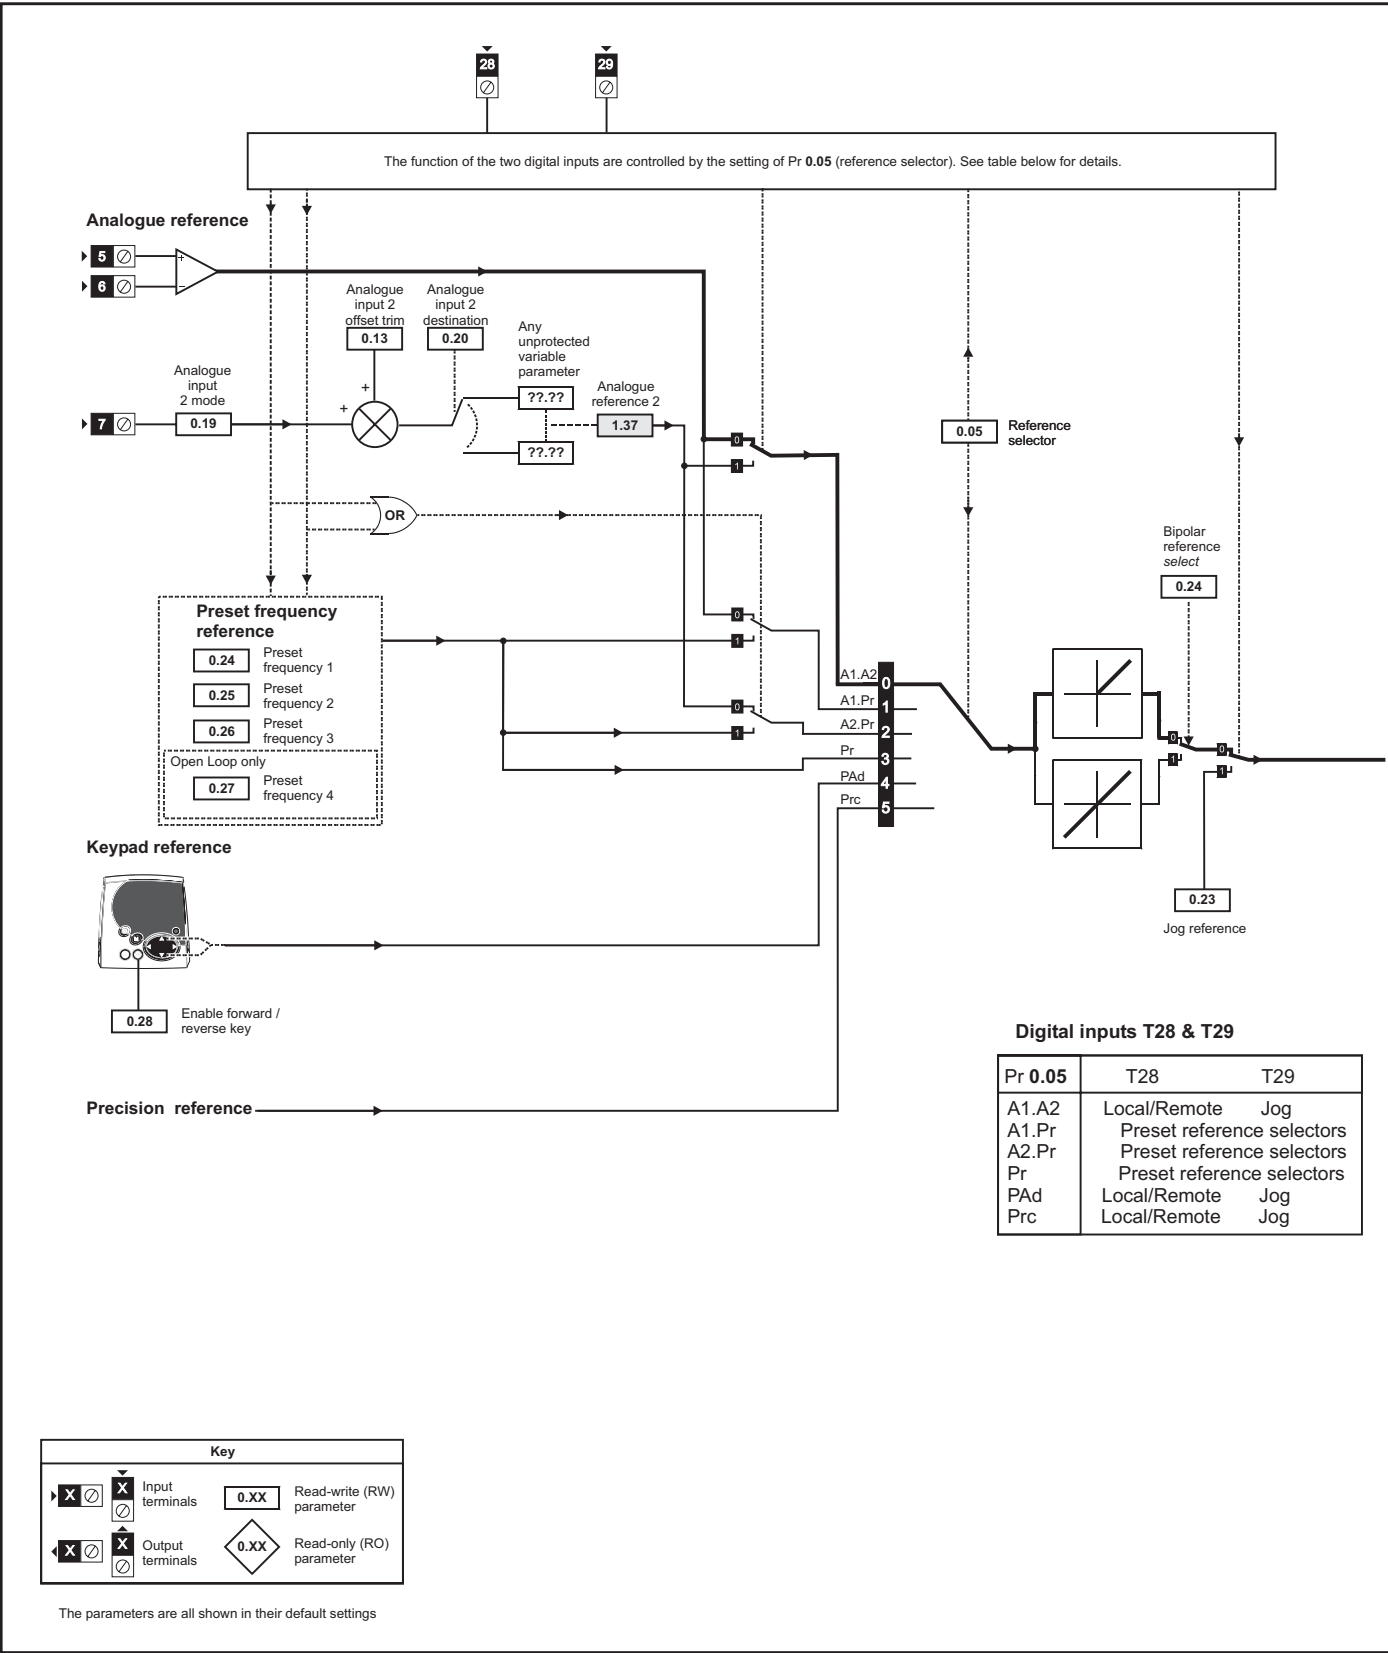 28
29
The function of the two digital inputs are controlled by the setting of Pr 0.05 (reference selector). See table below for details.
Analogue reference
5
+
6
−
Analogue
input 2
offset trim
0.13
Analogue
input 2
destination
0.20
Any
unprotected
variable
parameter
??.??
??.??
Analogue
input
2 mode
7
0.19
+
+
Analogue
reference 2
1.37
0
1
0.05
Reference
selector
OR
Bipolar
reference
select
0.24
Preset frequency
reference
0.24
Preset
frequency 1
0.25
Preset
frequency 2
0.26
Preset
frequency 3
Open Loop only
0.27
Preset
frequency 4
0
1
0
1
A1.A2
0
A1.Pr
1
A2.Pr
2
Pr
3
PAd
4
Prc
5
0
1
0
1
0.23
Jog reference
Keypad reference
M
0.28
Enable forward /
reverse key
Precision reference
Digital inputs T28 & T29
Pr 0.05 T28 T29
A1.A2 Local/Remote Jog
A1.Pr Preset reference selectors
A2.Pr Preset reference selectors
Pr Preset reference selectors
PAd Local/Remote Jog
Prc Local/Remote Jog
Key
X
X
Input
terminals
0.XX
Read-write (RW)
parameter
X
X
Output
terminals
0.XX
Read-only (RO)
parameter
The parameters are all shown in their default settings